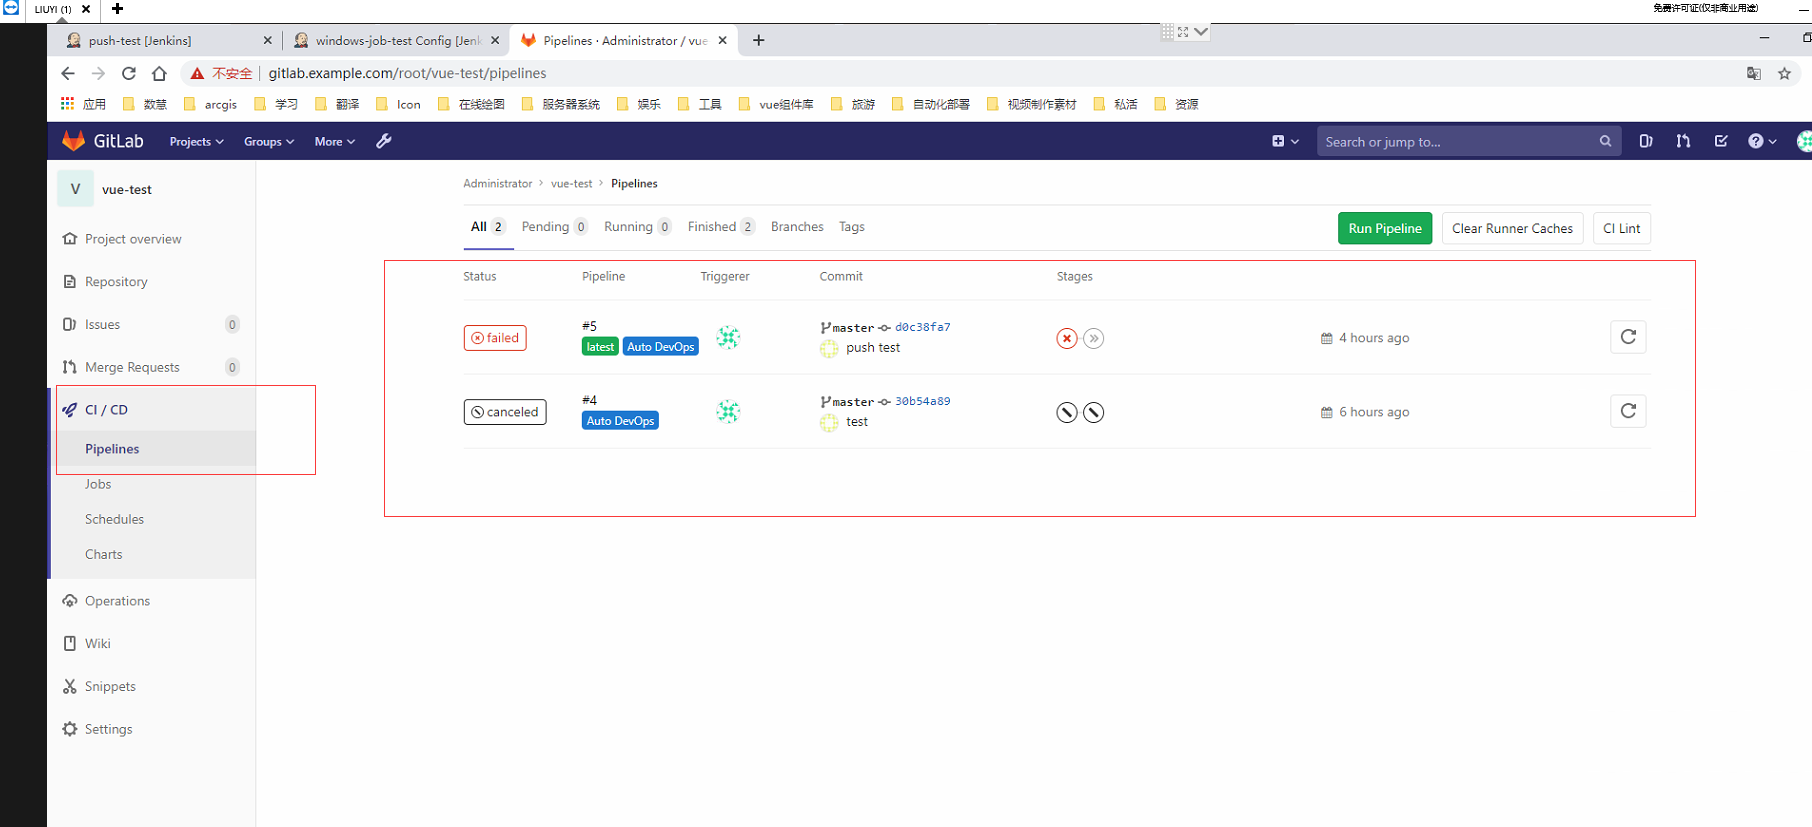 LIUYI (1)
免费许可证(仅非商业用途)
push-test [Jenkins]
windows-job-test Config [Jenk
Pipelines · Administrator / vue
不安全
gitlab.example.com/root/vue-test/pipelines
应用
数慧
arcgis
学习
翻译
Icon
在线绘图
服务器系统
娱乐
工具
vue组件库
旅游
自动化部署
视频制作素材
私活
资源
GitLab
Projects
Groups
More
Search or jump to...
V
vue-test
Project overview
Repository
Issues 0
Merge Requests 0
CI / CD
Pipelines
Jobs
Schedules
Charts
Operations
Wiki
Snippets
Settings
Administrator > vue-test > Pipelines
All 2
Pending 0
Running 0
Finished 2
Branches
Tags
Run Pipeline
Clear Runner Caches
CI Lint
Status Pipeline Triggerer Commit Stages
failed
#5
latest
Auto DevOps
master d0c38fa7
push test
4 hours ago
canceled
#4
Auto DevOps
master 30b54a89
test
6 hours ago